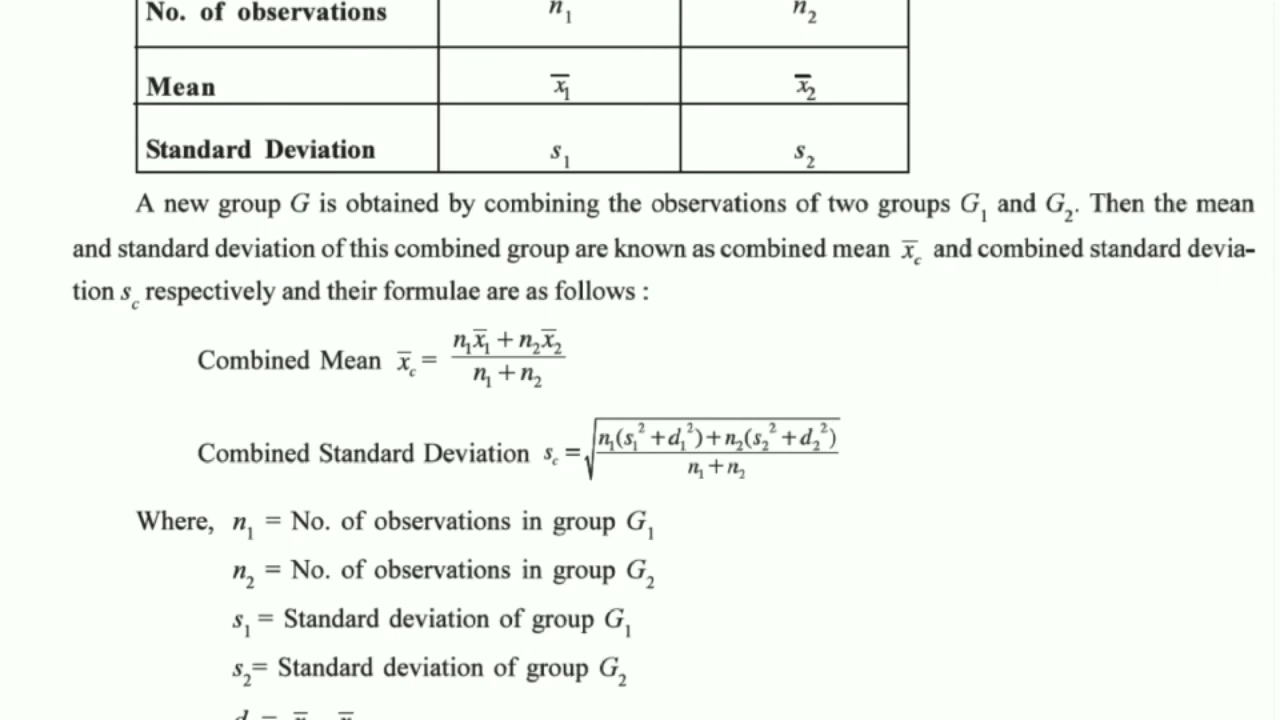 No. of observations n₁ n₂
Mean x̄₁ x̄₂
Standard Deviation s₁ s₂
A new group G is obtained by combining the observations of two groups G₁ and G₂. Then the mean
and standard deviation of this combined group are known as combined mean x̄c and combined standard devia-
tion sc respectively and their formulae are as follows :
Combined Mean x̄c = (n₁x̄₁ + n₂x̄₂) / (n₁ + n₂)
Combined Standard Deviation sc = √((n₁(s₁² + d₁²) + n₂(s₂² + d₂²)) / (n₁ + n₂))
Where, n₁ = No. of observations in group G₁
n₂ = No. of observations in group G₂
s₁ = Standard deviation of group G₁
s₂ = Standard deviation of group G₂